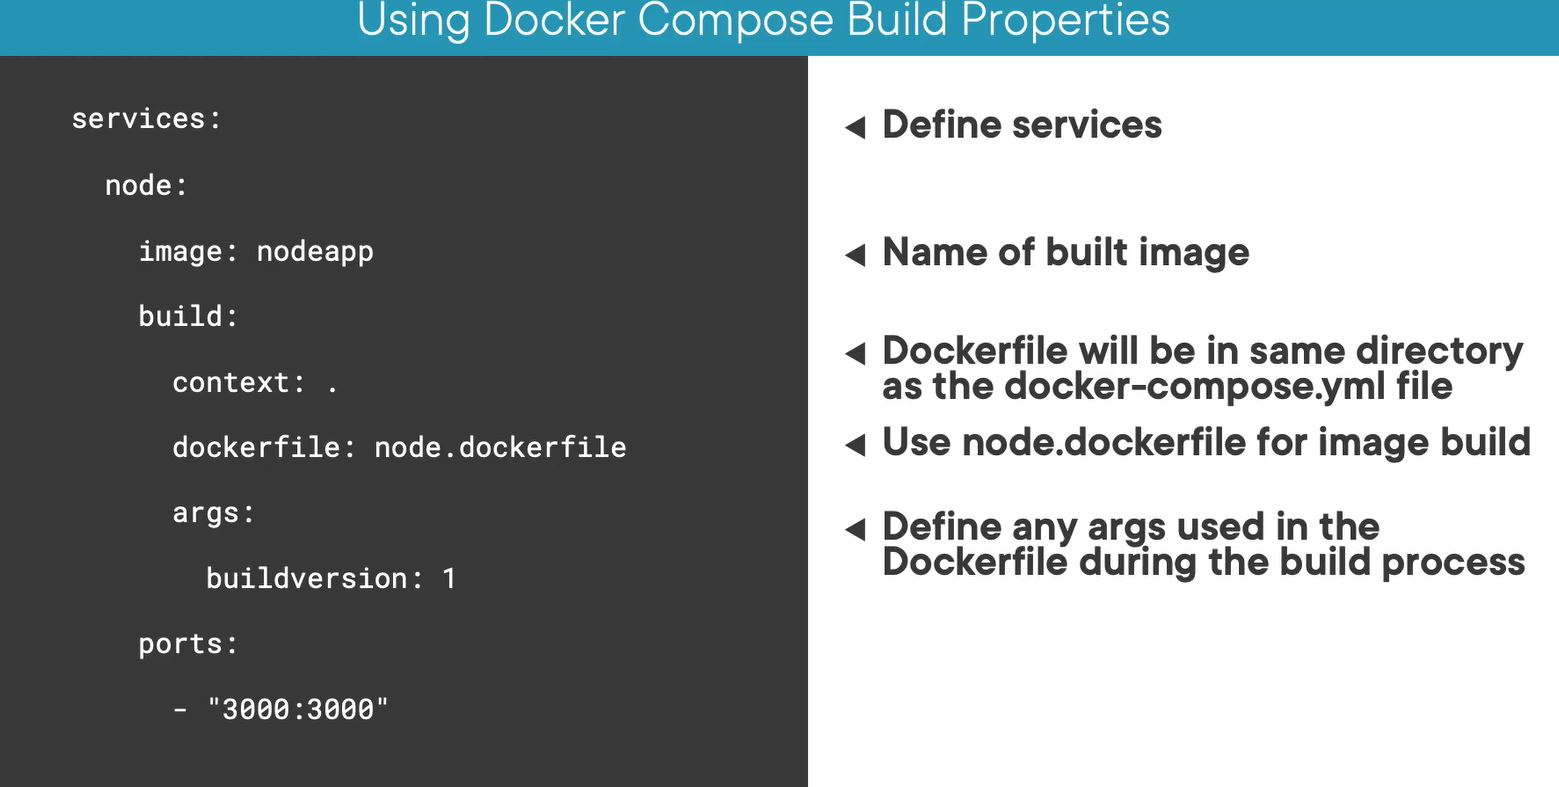 Using Docker Compose Build Properties
services:
node:
image: nodeapp
build:
context: .
dockerfile: node.dockerfile
args:
buildversion: 1
ports:
- "3000:3000"
Define services
Name of built image
Dockerfile will be in same directory
as the docker-compose.yml file
Use node.dockerfile for image build
Define any args used in the
Dockerfile during the build process